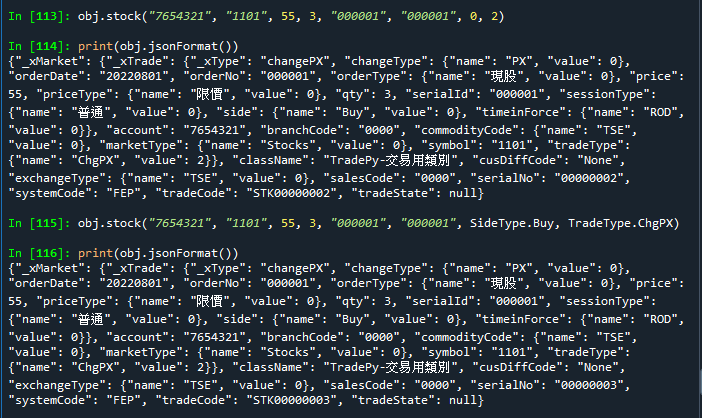 In [113]: obj.stock("7654321", "1101", 55, 3, "000001", "000001", 0, 2)
In [114]: print(obj.jsonFormat())
{"_xMarket": {"_xTrade": {"_xType": "changePX", "changeType": {"name": "PX", "value": 0},
"orderDate": "20220801", "orderNo": "000001", "orderType": {"name": "現股", "value": 0}, "price":
55, "priceType": {"name": "限價", "value": 0}, "qty": 3, "serialId": "000001", "sessionType":
{"name": "普通", "value": 0}, "side": {"name": "Buy", "value": 0}, "timeinForce": {"name": "ROD",
"value": 0}}, "account": "7654321", "branchCode": "0000", "commodityCode": {"name": "TSE",
"value": 0}, "marketType": {"name": "Stocks", "value": 0}, "symbol": "1101", "tradeType":
{"name": "ChgPX", "value": 2}}, "className": "TradePy-交易用類別", "cusDiffCode": "None",
"exchangeType": {"name": "TSE", "value": 0}, "salesCode": "0000", "serialNo": "00000002",
"systemCode": "FEP", "tradeCode": "STK00000002", "tradeState": null}
In [115]: obj.stock("7654321", "1101", 55, 3, "000001", "000001", SideType.Buy, TradeType.ChgPX)
In [116]: print(obj.jsonFormat())
{"_xMarket": {"_xTrade": {"_xType": "changePX", "changeType": {"name": "PX", "value": 0},
"orderDate": "20220801", "orderNo": "000001", "orderType": {"name": "現股", "value": 0}, "price":
55, "priceType": {"name": "限價", "value": 0}, "qty": 3, "serialId": "000001", "sessionType":
{"name": "普通", "value": 0}, "side": {"name": "Buy", "value": 0}, "timeinForce": {"name": "ROD",
"value": 0}}, "account": "7654321", "branchCode": "0000", "commodityCode": {"name": "TSE",
"value": 0}, "marketType": {"name": "Stocks", "value": 0}, "symbol": "1101", "tradeType":
{"name": "ChgPX", "value": 2}}, "className": "TradePy-交易用類別", "cusDiffCode": "None",
"exchangeType": {"name": "TSE", "value": 0}, "salesCode": "0000", "serialNo": "00000003",
"systemCode": "FEP", "tradeCode": "STK00000003", "tradeState": null}